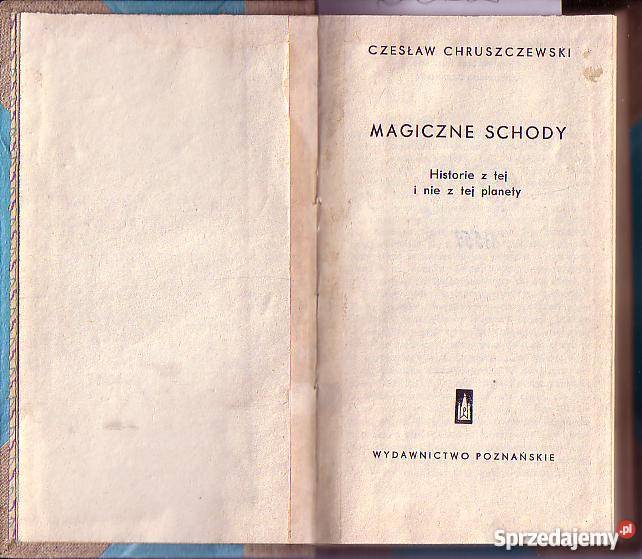 CZESŁAW CHRUSZCZEWSKI
MAGICZNE SCHODY
Historie z tej
i nie z tej planety
WYDAWNICTWO POZNAŃSKIE
Sprzedajemy.pl